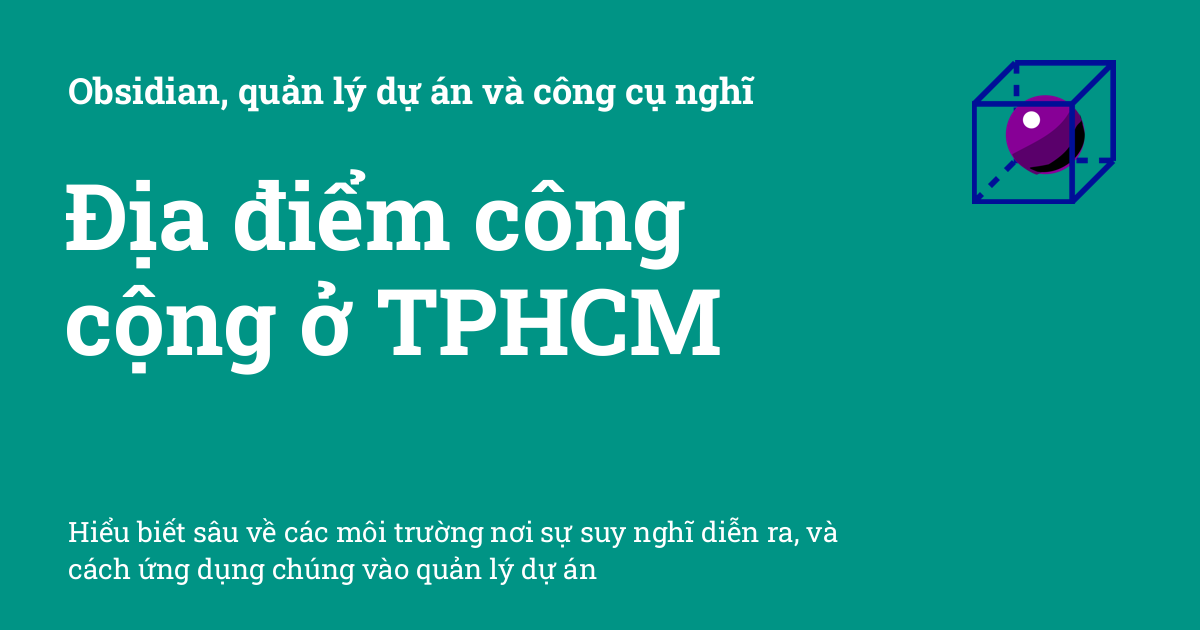 Obsidian, quản lý dự án và công cụ nghĩ
Địa điểm công
cộng ở TPHCM
Hiểu biết sâu về các môi trường nơi sự suy nghĩ diễn ra, và
cách ứng dụng chúng vào quản lý dự án